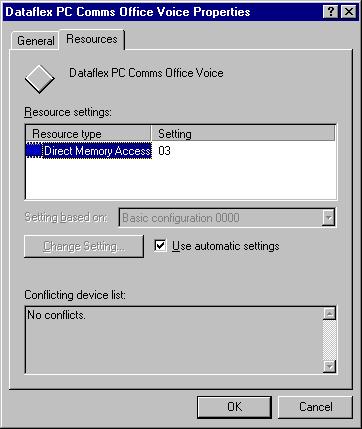 Dataflex PC Comms Office Voice Properties
General Resources
Dataflex PC Comms Office Voice
Resource settings:
Resource type Setting
Direct Memory Access 03
Setting based on: Basic configuration 0000
Change Setting... Use automatic settings
Conflicting device list:
No conflicts.
OK Cancel